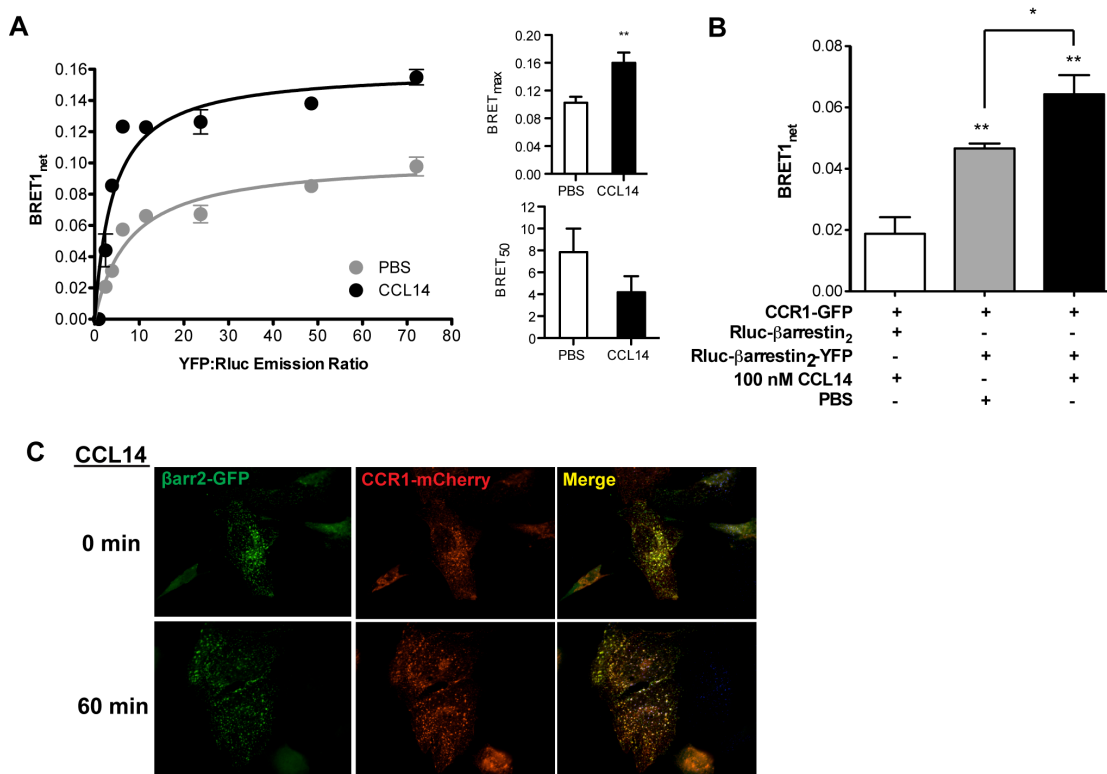 A
BRET1net
0.16
0.14
0.12
0.10
0.08
0.06
0.04
0.02
0.00
PBS
CCL14
0 10 20 30 40 50 60 70 80
YFP:Rluc Emission Ratio
**
BRETmax
0.20
0.16
0.12
0.08
0.04
0.00
PBS CCL14
BRET50
12
10
8
6
4
2
0
PBS CCL14
B
*
** **
BRET1net
0.08
0.06
0.04
0.02
0.00
CCR1-GFP + + +
Rluc-βarrestin2 + - -
Rluc-βarrestin2-YFP - + +
100 nM CCL14 + - +
PBS - + -
C
CCL14
βarr2-GFP CCR1-mCherry Merge
0 min
60 min